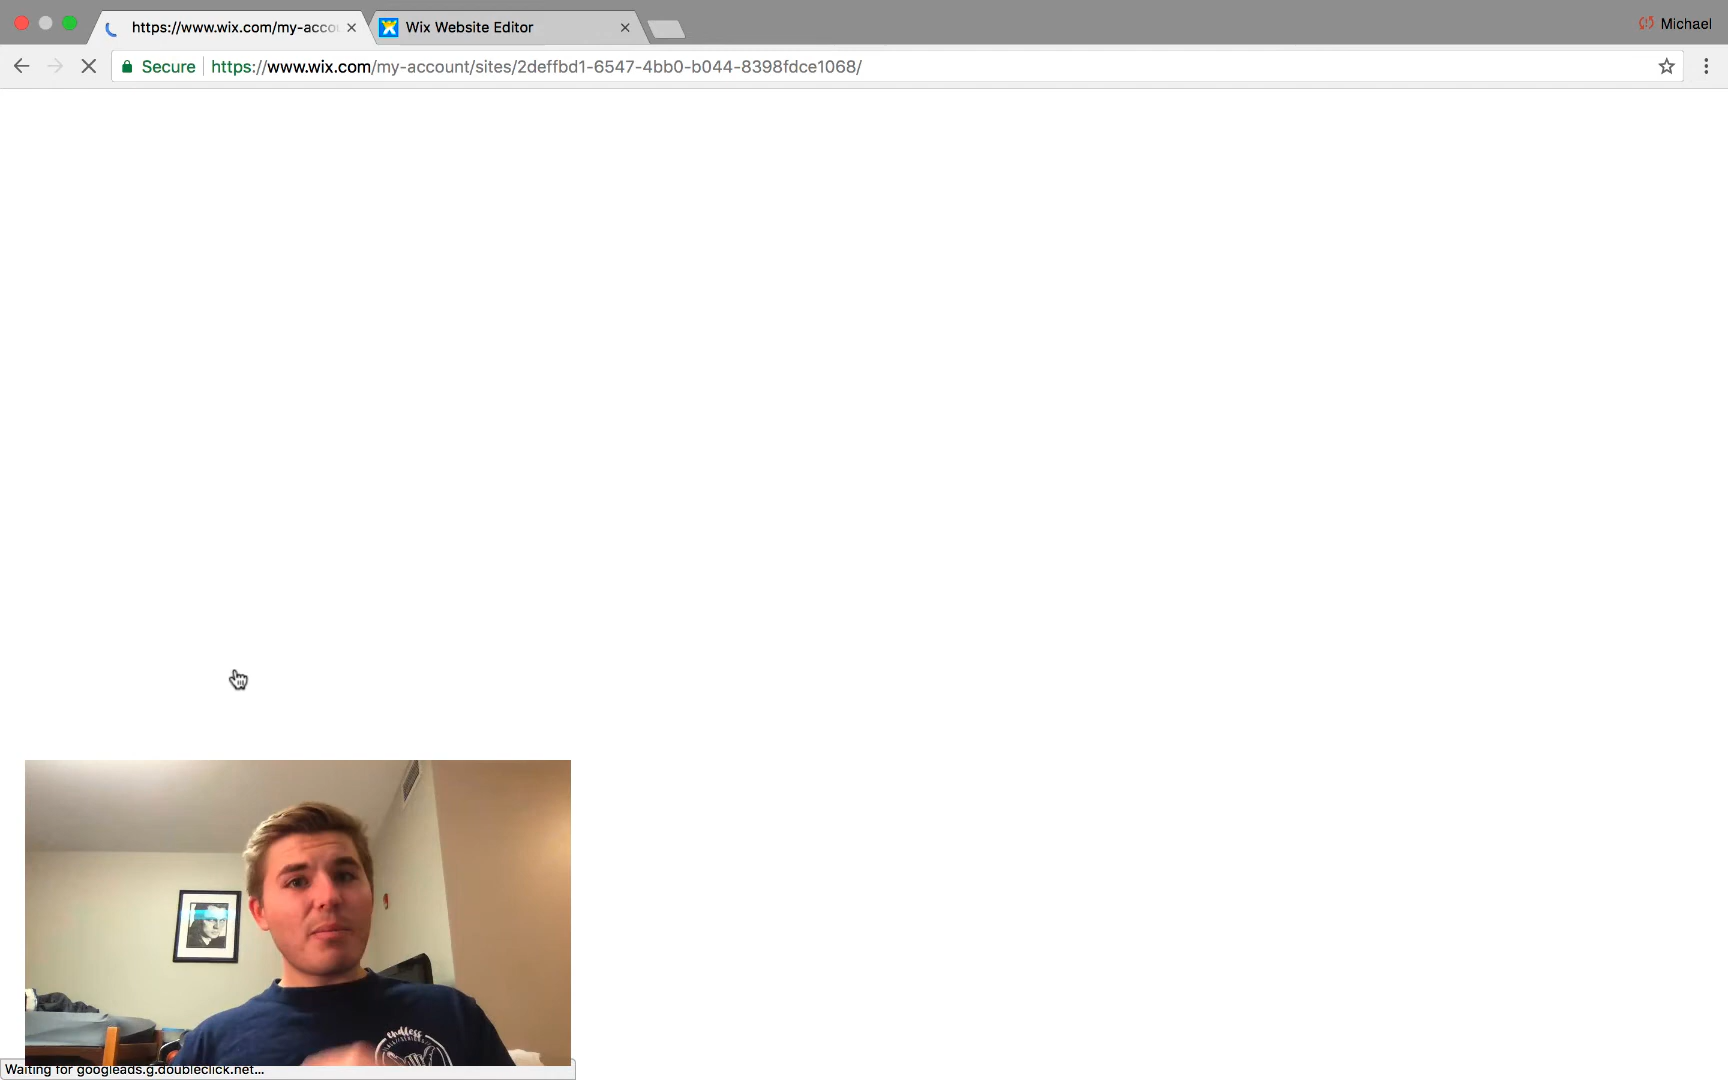 https://www.wix.com/my-acco
Wix Website Editor
Michael
Secure
https://www.wix.com/my-account/sites/2deffbd1-6547-4bb0-b044-8398fdce1068/
endless
Waiting for googleads.g.doubleclick.net...